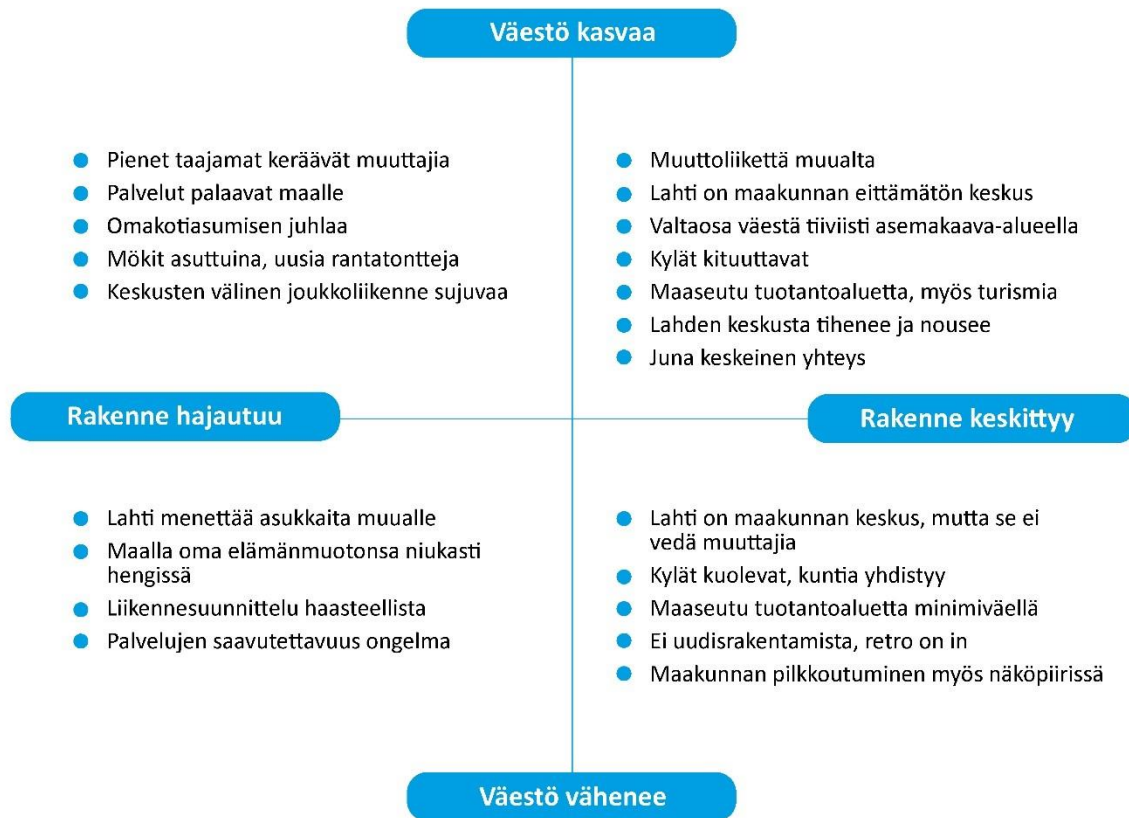 Väestö kasvaa
Pienet taajamat keräävät muuttajia
Palvelut palaavat maalle
Omakotiasumisen juhlaa
Mökit asuttuina, uusia rantatontteja
Keskusten välinen joukkoliikenne sujuvaa
Muuttoliikettä muualta
Lahti on maakunnan eittämätön keskus
Valtaosa väestä tiiviisti asemakaava-alueella
Kylät kituuttavat
Maaseutu tuotantoaluetta, myös turismia
Lahden keskusta tihenee ja nousee
Juna keskeinen yhteys
Rakenne hajautuu
Rakenne keskittyy
Lahti menettää asukkaita muualle
Maalla oma elämänmuotonsa niukasti
hengissä
Liikennesuunnittelu haasteellista
Palvelujen saavutettavuus ongelma
Lahti on maakunnan keskus, mutta se ei
vedä muuttajia
Kylät kuolevat, kuntia yhdistyy
Maaseutu tuotantoaluetta minimiväellä
Ei uudisrakentamista, retro on in
Maakunnan pilkkoutuminen myös näköpiirissä
Väestö vähenee